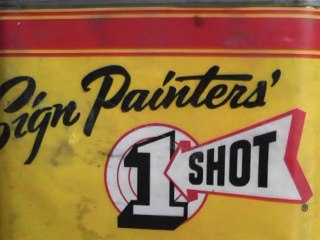 Sign Painters'
1 SHOT
®